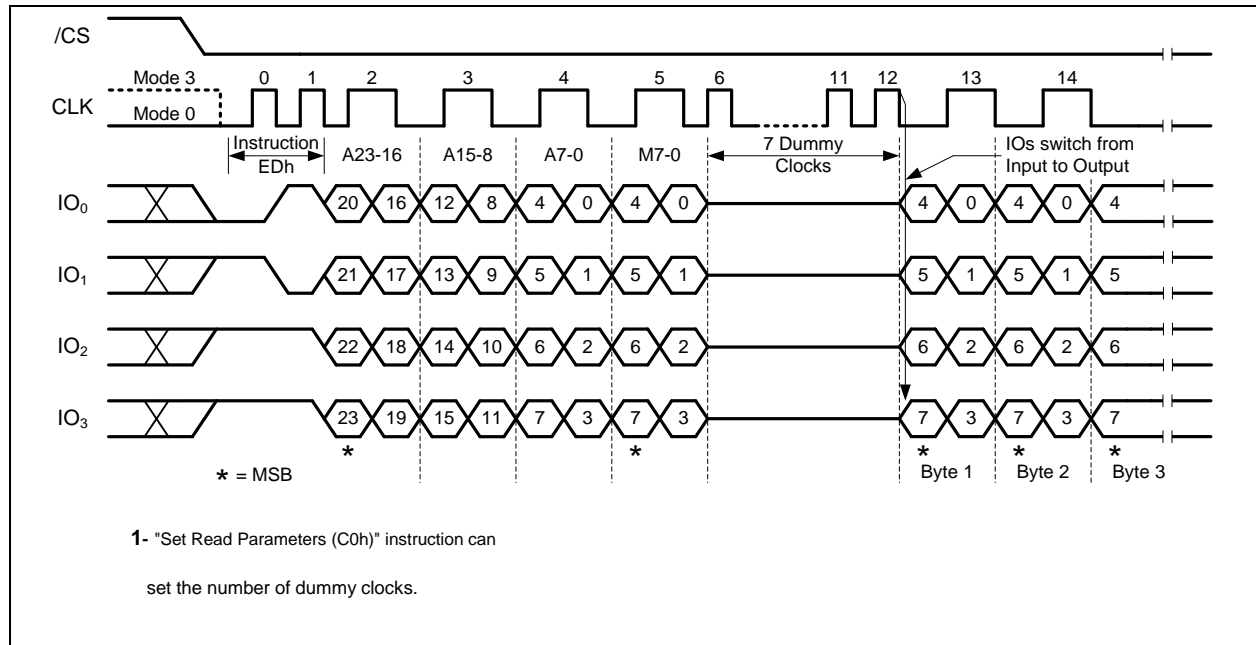 /CS
Mode 3 0 1 2 3 4 5 6 11 12 13 14
CLK Mode 0
Instruction EDh A23-16 A15-8 A7-0 M7-0 7 Dummy Clocks IOs switch from Input to Output
IO₀ 20 16 12 8 4 0 4 0 4 0 4 0 4
IO₁ 21 17 13 9 5 1 5 1 5 1 5 1 5
IO₂ 22 18 14 10 6 2 6 2 6 2 6 2 6
IO₃ 23 19 15 11 7 3 7 3 7 3 7 3 7
* * * * *
* = MSB Byte 1 Byte 2 Byte 3
1- "Set Read Parameters (C0h)" instruction can
set the number of dummy clocks.